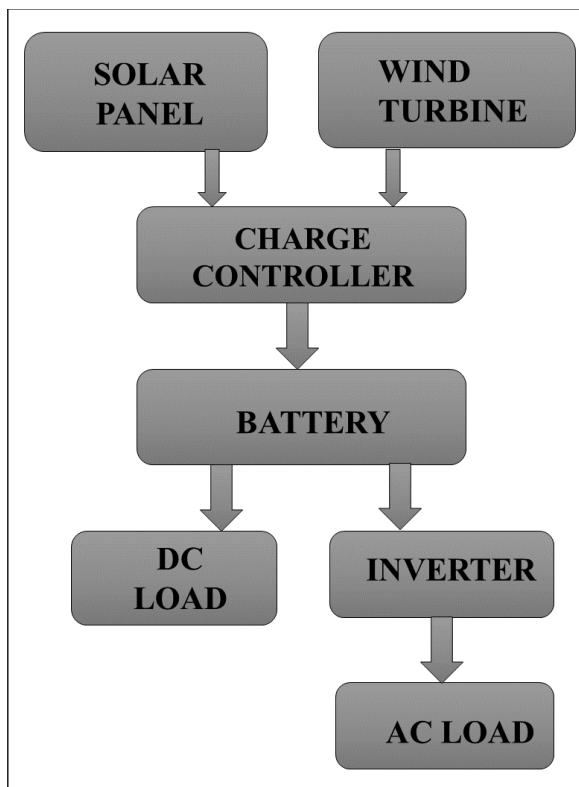 SOLAR
PANEL
WIND
TURBINE
CHARGE
CONTROLLER
BATTERY
DC
LOAD
INVERTER
AC LOAD